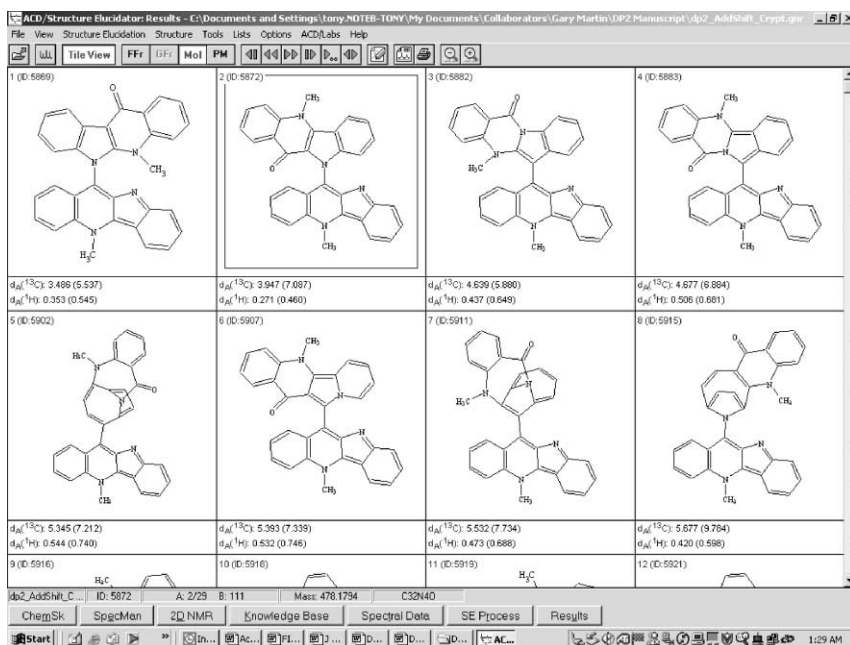 ACD/Structure Elucidator: Results - C:\Documents and Settings\tony.NOTEB-TONY\My Documents\Collaborators\Gary Martin\DP2 Manuscript\dp2_AddShift_Crypt.gnr
File View Structure Elucidation Structure Tools Lists Options ACD/Labs Help
Tile View FFr GFr Mol PM
1 (ID:5869) 2 (ID:5872) 3 (ID:5882) 4 (ID:5883)
O CH₃ O CH₃
N N N N
CH₃ O H₃C O
N N N N
N N N N
H₃C CH₃ CH₃ CH₃
dA(¹³C): 3.486 (5.537) dA(¹³C): 3.947 (7.087) dA(¹³C): 4.639 (5.880) dA(¹³C): 4.677 (6.884)
dA(¹H): 0.353 (0.545) dA(¹H): 0.271 (0.460) dA(¹H): 0.437 (0.649) dA(¹H): 0.506 (0.681)
5 (ID:5902) 6 (ID:5907) 7 (ID:5911) 8 (ID:5915)
H₃C CH₃ O O
N N N N
O O H₃C CH₃
N N N N
CH₃ CH₃ CH₃ CH₃
dA(¹³C): 5.345 (7.212) dA(¹³C): 5.393 (7.339) dA(¹³C): 5.532 (7.734) dA(¹³C): 5.677 (9.784)
dA(¹H): 0.544 (0.740) dA(¹H): 0.532 (0.746) dA(¹H): 0.473 (0.688) dA(¹H): 0.420 (0.598)
9 (ID:5916) 10 (ID:5918) 11 (ID:5919) 12 (ID:5921)
H₃C H₃C
dp2_AddShift_C ... ID: 5872 A: 2/29 B: 111 Mass: 478.1794 C32N4O
ChemSk SpecMan 2D NMR Knowledge Base Spectral Data SE Process Results
Start In... Ac... FI... J ... D... D... D... AC... 1:29 AM